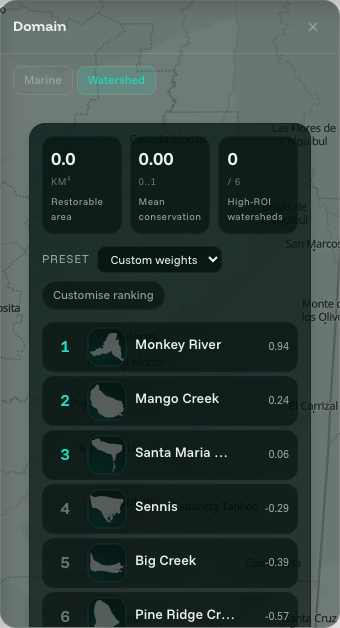 Domain
×
Marine
Watershed
Las Flores de
Chiquibul
0.0
0.00
0
KM²
0..1
/ 6
Restorable
area
Mean
conservation
High-ROI
watersheds
San Marcos
PRESET
Custom weights
Customise ranking
Monte
los Olivo
osita
1
Monkey River
0.94
2
Mango Creek
0.24
El Carrizal
3
Santa Maria ...
0.06
4
Sennis
-0.29
5
Big Creek
-0.39
6
Pine Ridge Cr...
-0.57
ta Cruz